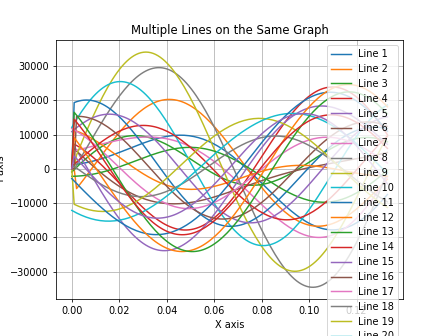 Multiple Lines on the Same Graph
30000
20000
10000
0
−10000
−20000
−30000
0.00
0.02
0.04
0.06
0.08
0.10
X axis
Line 1
Line 2
Line 3
Line 4
Line 5
Line 6
Line 7
Line 8
Line 9
Line 10
Line 11
Line 12
Line 13
Line 14
Line 15
Line 16
Line 17
Line 18
Line 19
Line 20